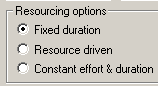 Resourcing options
Fixed duration
Resource driven
Constant effort & duration